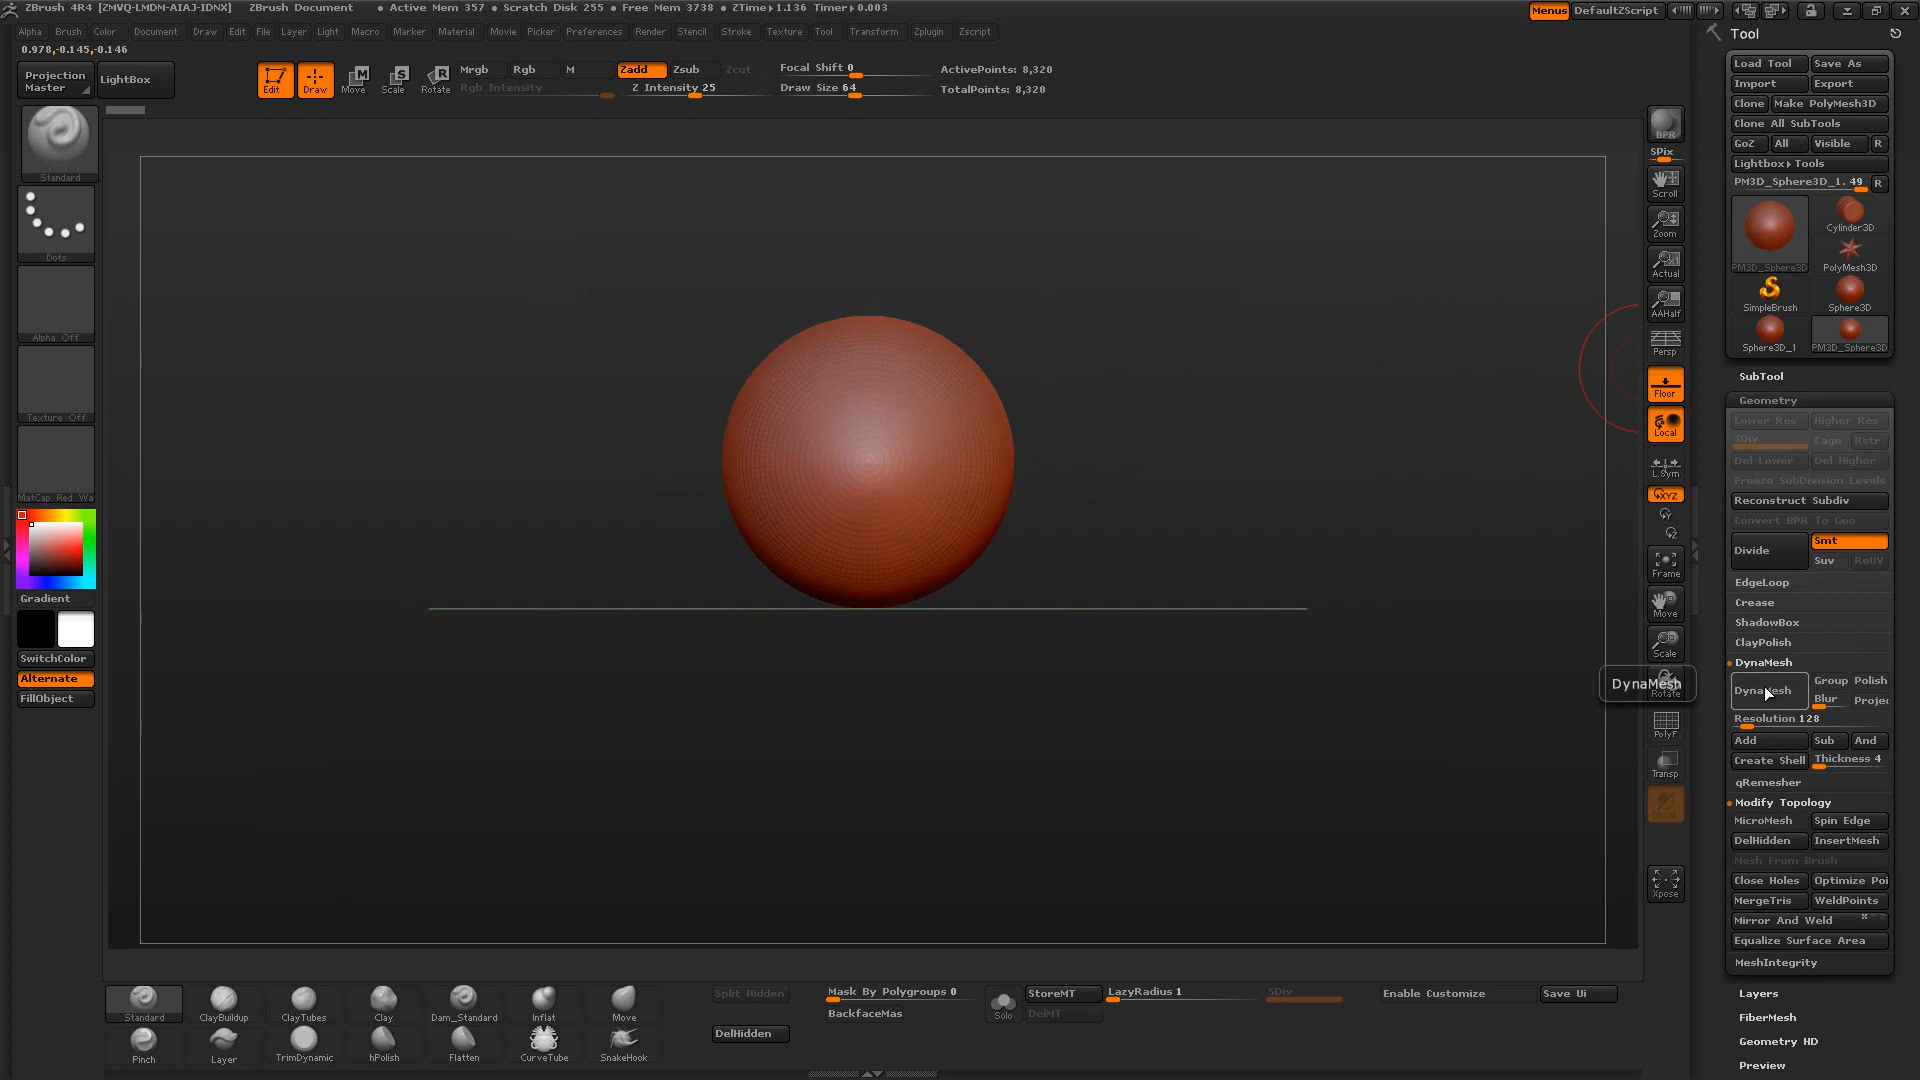 ZBrush 4R4 [ZMVQ-LMDM-AIAJ-IDNX] ZBrush Document • Active Mem 357 • Scratch Disk 255 • Free Mem 3738 • ZTime▸1.136 Timer▸0.003 Menus DefaultZScript
Alpha Brush Color Document Draw Edit File Layer Light Macro Marker Material Movie Picker Preferences Render Stencil Stroke Texture Tool Transform Zplugin Zscript
0.978,-0.145,-0.146
Projection Master
LightBox
Edit
Draw
Move
Scale
Rotate
Mrgb Rgb M Zadd Zsub Zcut
Rgb Intensity Z Intensity 25
Focal Shift 0
Draw Size 64
ActivePoints: 8,320
TotalPoints: 8,320
Standard
Dots
Alpha Off
Texture Off
MatCap Red Wa
Gradient
SwitchColor
Alternate
FillObject
BPR
SPix
Scroll
Zoom
Actual
AAHalf
Persp
Floor
Local
L.Sym
XYZ
Frame
Move
Scale
Rotate
DynaMesh
PolyF
Transp
Xpose
Tool
Load Tool Save As
Import Export
Clone Make PolyMesh3D
Clone All SubTools
GoZ All Visible R
Lightbox▸Tools
PM3D_Sphere3D_1. 49 R
PM3D_Sphere3D
Cylinder3D
PolyMesh3D
SimpleBrush Sphere3D
Sphere3D_1 PM3D_Sphere3D
SubTool
Geometry
Lower Res Higher Res
SDiv Cage Rstr
Del Lower Del Higher
Freeze SubDivision Levels
Reconstruct Subdiv
Convert BPR To Geo
Divide Smt
Suv ReUV
EdgeLoop
Crease
ShadowBox
ClayPolish
DynaMesh
DynaMesh Group Polish
Blur Projec
Resolution 128
Add Sub And
Create Shell Thickness 4
qRemesher
Modify Topology
MicroMesh Spin Edge
DelHidden InsertMesh
Mesh From Brush
Close Holes Optimize Poi
MergeTris WeldPoints
Mirror And Weld
Equalize Surface Area
MeshIntegrity
Layers
FiberMesh
Geometry HD
Preview
Standard ClayBuildup ClayTubes Clay Dam_Standard Inflat Move
Pinch Layer TrimDynamic hPolish Flatten CurveTube SnakeHook
Split Hidden
DelHidden
Mask By Polygroups 0
BackfaceMas
Solo
StoreMT
DelMT
LazyRadius 1
SDiv
Enable Customize
Save Ui